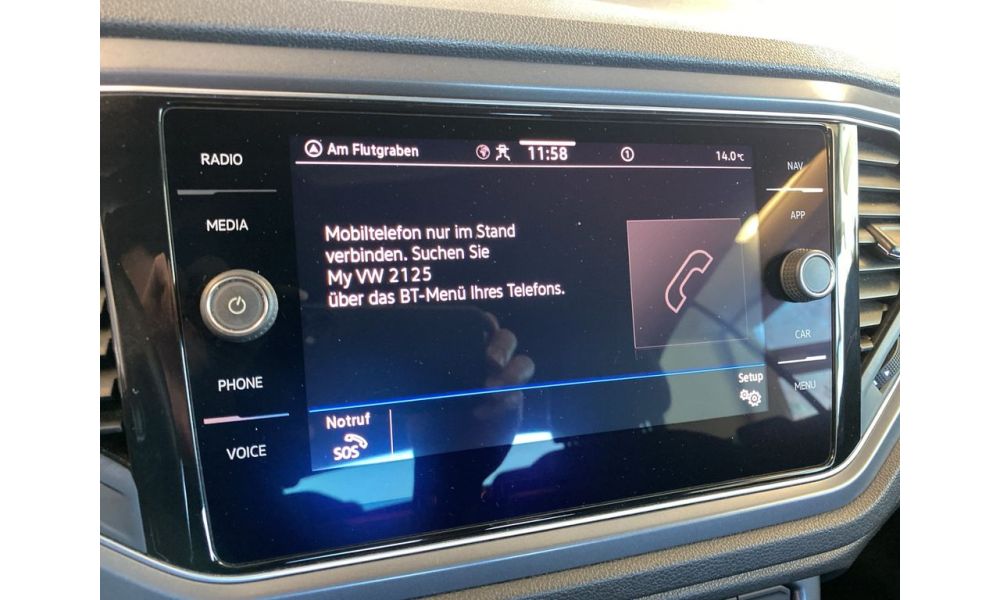 RADIO
MEDIA
PHONE
VOICE
Am Flutgraben
11:58
1
14.0°C
Mobiltelefon nur im Stand
verbinden. Suchen Sie
My VW 2125
über das BT-Menü Ihres Telefons.
Setup
Notruf
SOS
NAV
APP
CAR
MENU